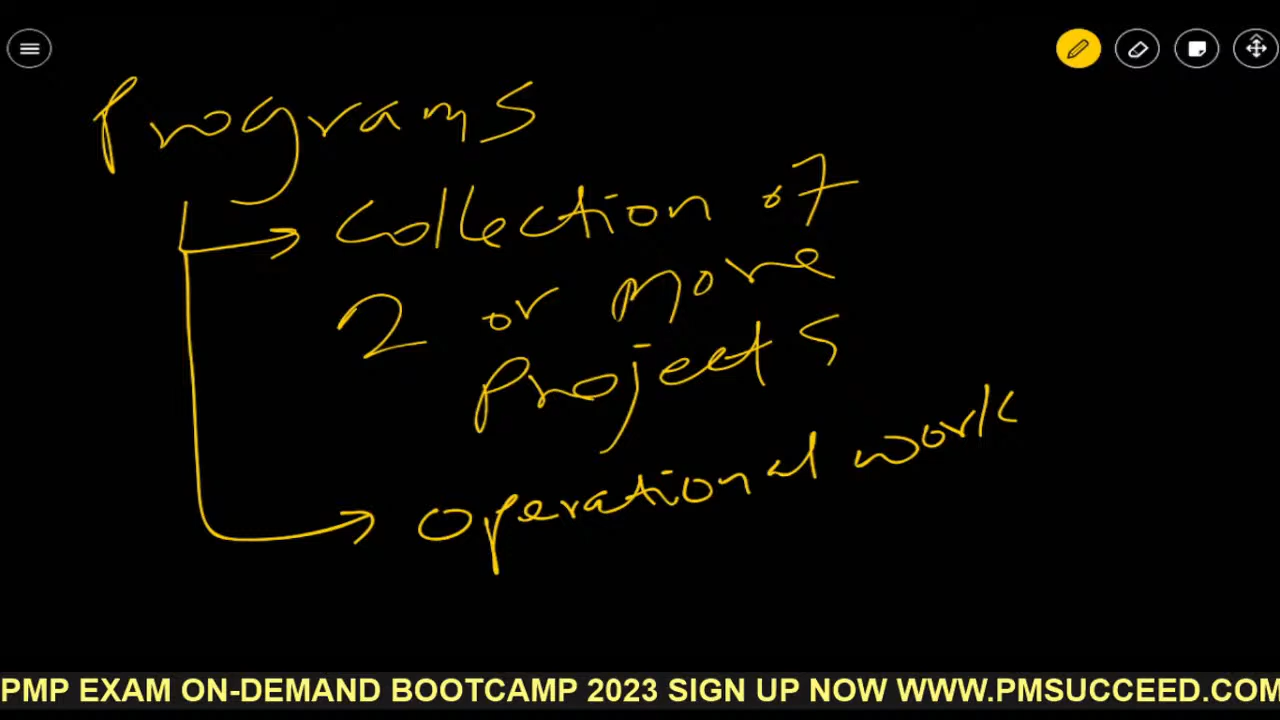 Programs
Collection of
2 or more
Projects
operational work
PMP EXAM ON-DEMAND BOOTCAMP 2023 SIGN UP NOW WWW.PMSUCCEED.COM